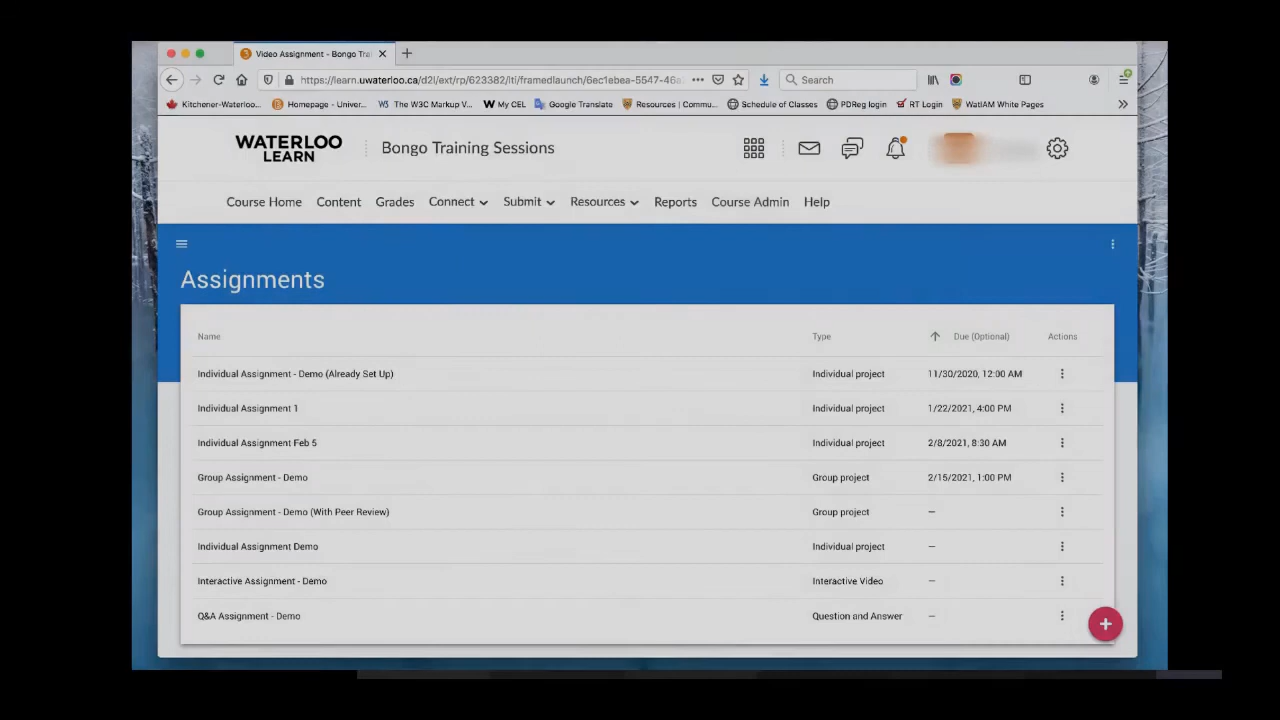 Video Assignment - Bongo Trai
https://learn.uwaterloo.ca/d2l/ext/rp/623382/lti/framedlaunch/6ec1ebea-5547-46a
Search
Kitchener-Waterloo... Homepage - Univer... The W3C Markup V... My CEL Google Translate Resources | Commu... Schedule of Classes PDReg login RT Login WatIAM White Pages
WATERLOO
LEARN
Bongo Training Sessions
Course Home Content Grades Connect Submit Resources Reports Course Admin Help
Assignments
Name Type Due (Optional) Actions
Individual Assignment - Demo (Already Set Up) Individual project 11/30/2020, 12:00 AM
Individual Assignment 1 Individual project 1/22/2021, 4:00 PM
Individual Assignment Feb 5 Individual project 2/8/2021, 8:30 AM
Group Assignment - Demo Group project 2/15/2021, 1:00 PM
Group Assignment - Demo (With Peer Review) Group project —
Individual Assignment Demo Individual project —
Interactive Assignment - Demo Interactive Video —
Q&A Assignment - Demo Question and Answer —